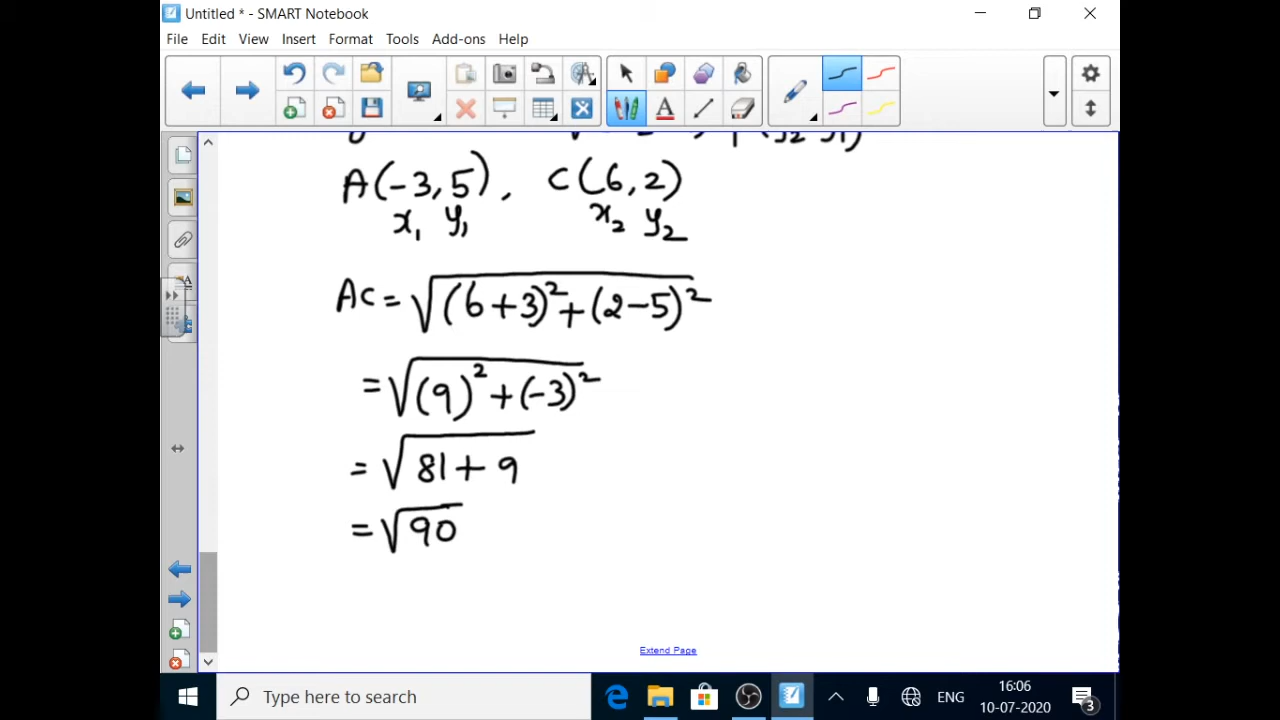 Untitled * - SMART Notebook
File Edit View Insert Format Tools Add-ons Help
A(-3, 5), C(6, 2)
x₁ y₁ x₂ y₂
AC = √((6+3)² + (2-5)²)
= √((9)² + (-3)²)
= √(81 + 9)
= √90
Extend Page
Type here to search
ENG
16:06
10-07-2020
3